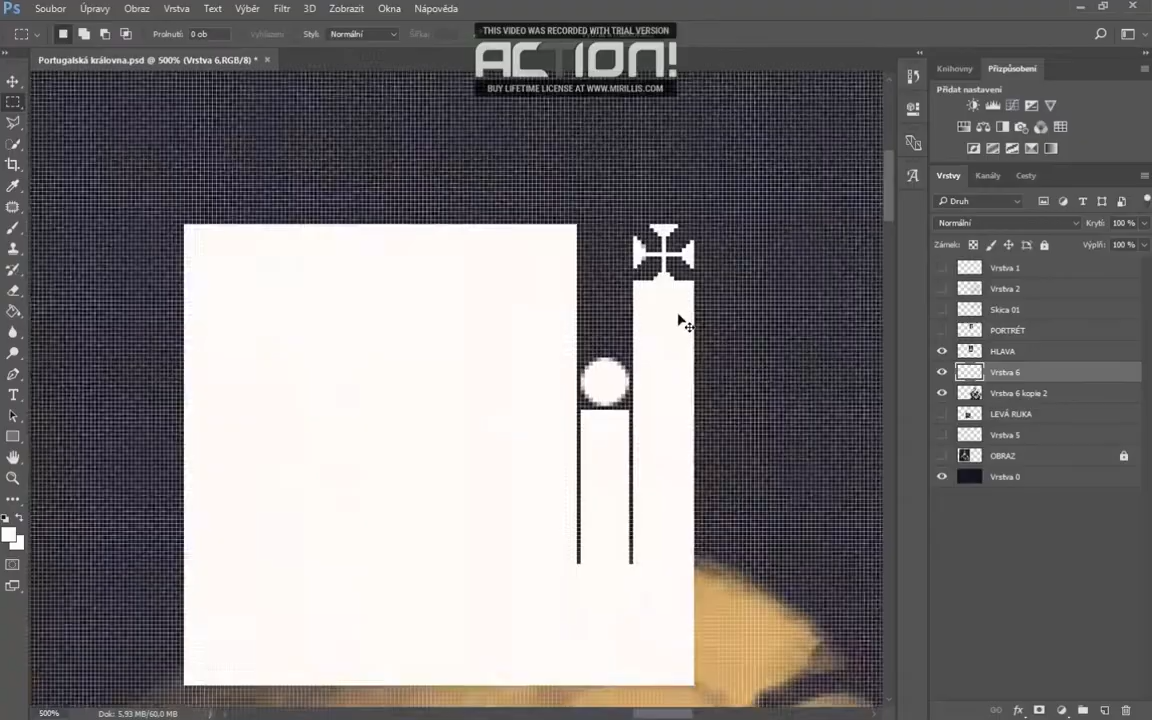 Ps Soubor Úpravy Obraz Vrstva Text Výběr Filtr 3D Zobrazit Okna Nápověda
THIS VIDEO WAS RECORDED WITH TRIAL VERSION
ACTION!
BUY LIFETIME LICENSE AT WWW.MIRILLIS.COM
Prolnutí: 0 ob Vyhlazení Styl: Normální Šířka:
Portugalská královna.psd @ 500% (Vrstva 6,RGB/8) * ×
Knihovny Přizpůsobení
Přidat nastavení
Vrstvy Kanály Cesty
Druh
Normální Krytí: 100 %
Zámek: Výplň: 100 %
Vrstva 1
Vrstva 2
Skica 01
PORTRÉT
HLAVA
Vrstva 6
Vrstva 6 kopie 2
LEVÁ RUKA
Vrstva 5
OBRAZ
Vrstva 0
500% Dok: 5,93 MB/60,0 MB
fx